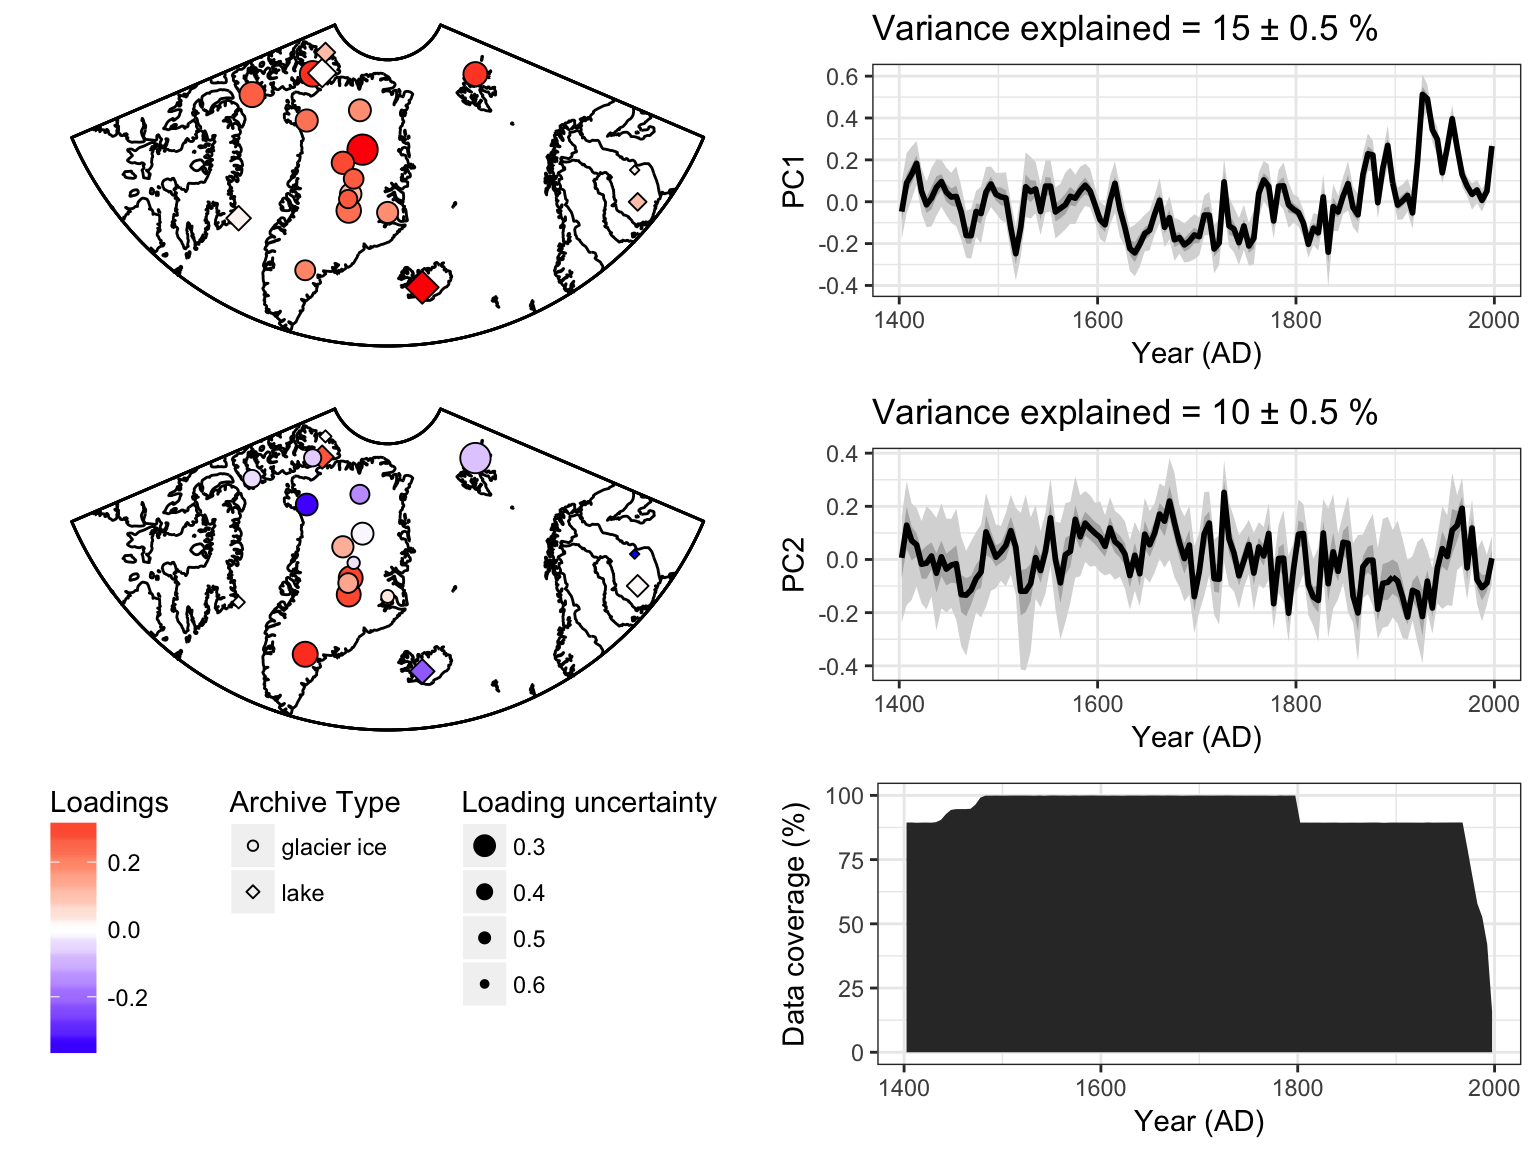 Variance explained = 15 ± 0.5 %
0.6
0.4
0.2
0.0
-0.2
-0.4
PC1
1400 1600 1800 2000
Year (AD)
Variance explained = 10 ± 0.5 %
0.4
0.2
0.0
-0.2
-0.4
PC2
1400 1600 1800 2000
Year (AD)
Loadings
0.2
0.0
-0.2
Archive Type
glacier ice
lake
Loading uncertainty
0.3
0.4
0.5
0.6
100
75
50
25
0
Data coverage (%)
1400 1600 1800 2000
Year (AD)